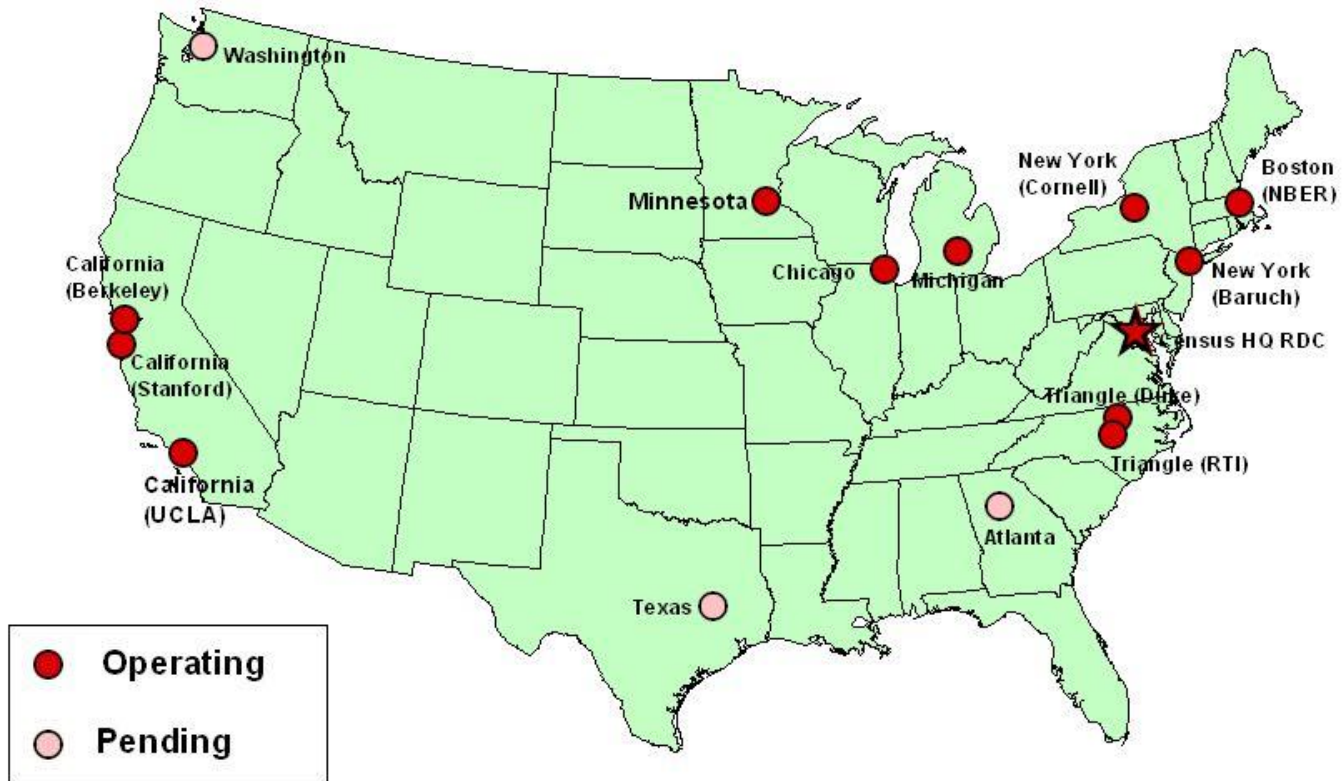 Washington
New York
(Cornell)
Boston
(NBER)
Minnesota
California
(Berkeley)
Chicago
Michigan
New York
(Baruch)
California
(Stanford)
Census HQ RDC
Triangle (Duke)
Triangle (RTI)
California
(UCLA)
Atlanta
Texas
Operating
Pending